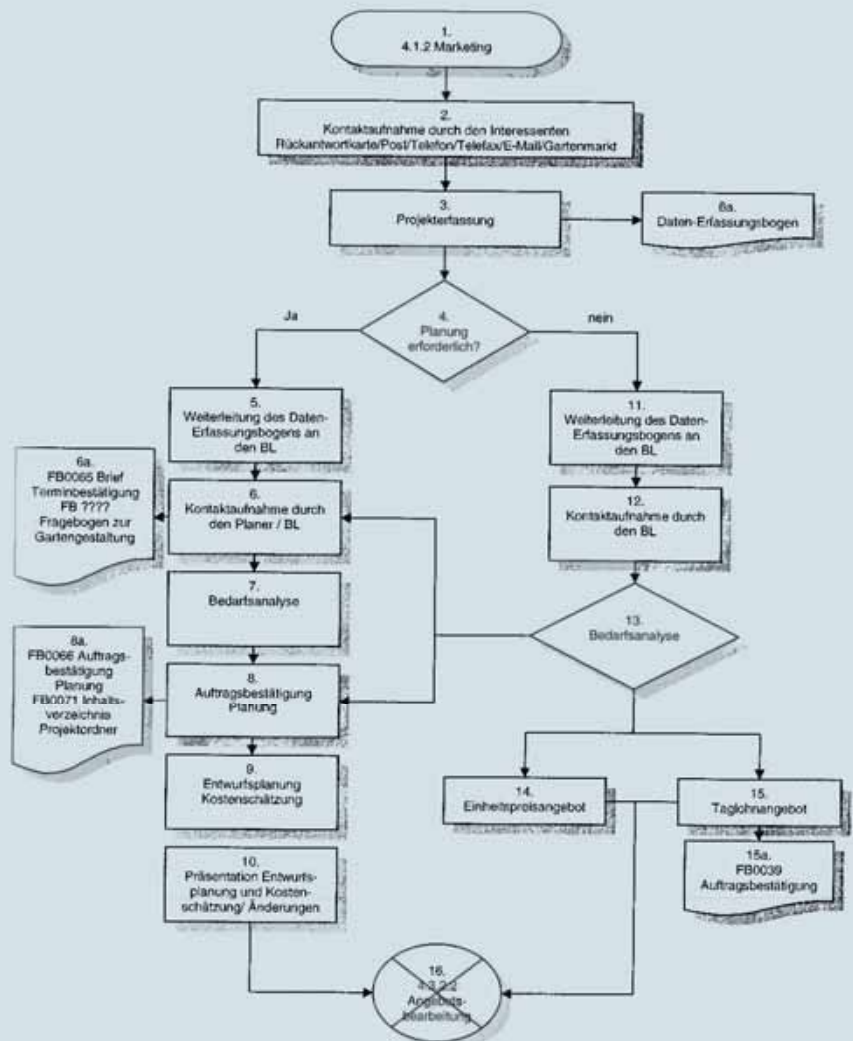 1.
4.1.2 Marketing
2.
Kontaktaufnahme durch den Interessenten
Rückantwortkarte/Post/Telefon/Telefax/E-Mail/Gartenmarkt
3.
Projekterfassung
6a.
Daten-Erfassungsbogen
4.
Planung
erforderlich?
Ja
nein
5.
Weiterleitung des Daten-
Erfassungsbogens an
den BL
11.
Weiterleitung des Daten-
Erfassungsbogens an
den BL
6a.
FB0065 Brief
Terminbestätigung
FB ????
Fragebogen zur
Gartengestaltung
6.
Kontaktaufnahme durch
den Planer / BL
12.
Kontaktaufnahme durch
den BL
7.
Bedarfsanalyse
13.
Bedarfsanalyse
8a.
FB0066 Auftrags-
bestätigung
Planung
FB0071 Inhalts-
verzeichnis
Projektordner
8.
Auftragsbestätigung
Planung
9.
Entwurfsplanung
Kostenschätzung
14.
Einheitspreisangebot
15.
Taglohnangebot
10.
Präsentation Entwurfs-
planung und Kosten-
schätzung/ Änderungen
15a.
FB0039
Auftragsbestätigung
16.
4.3.2.2
Angebots-
bearbeitung